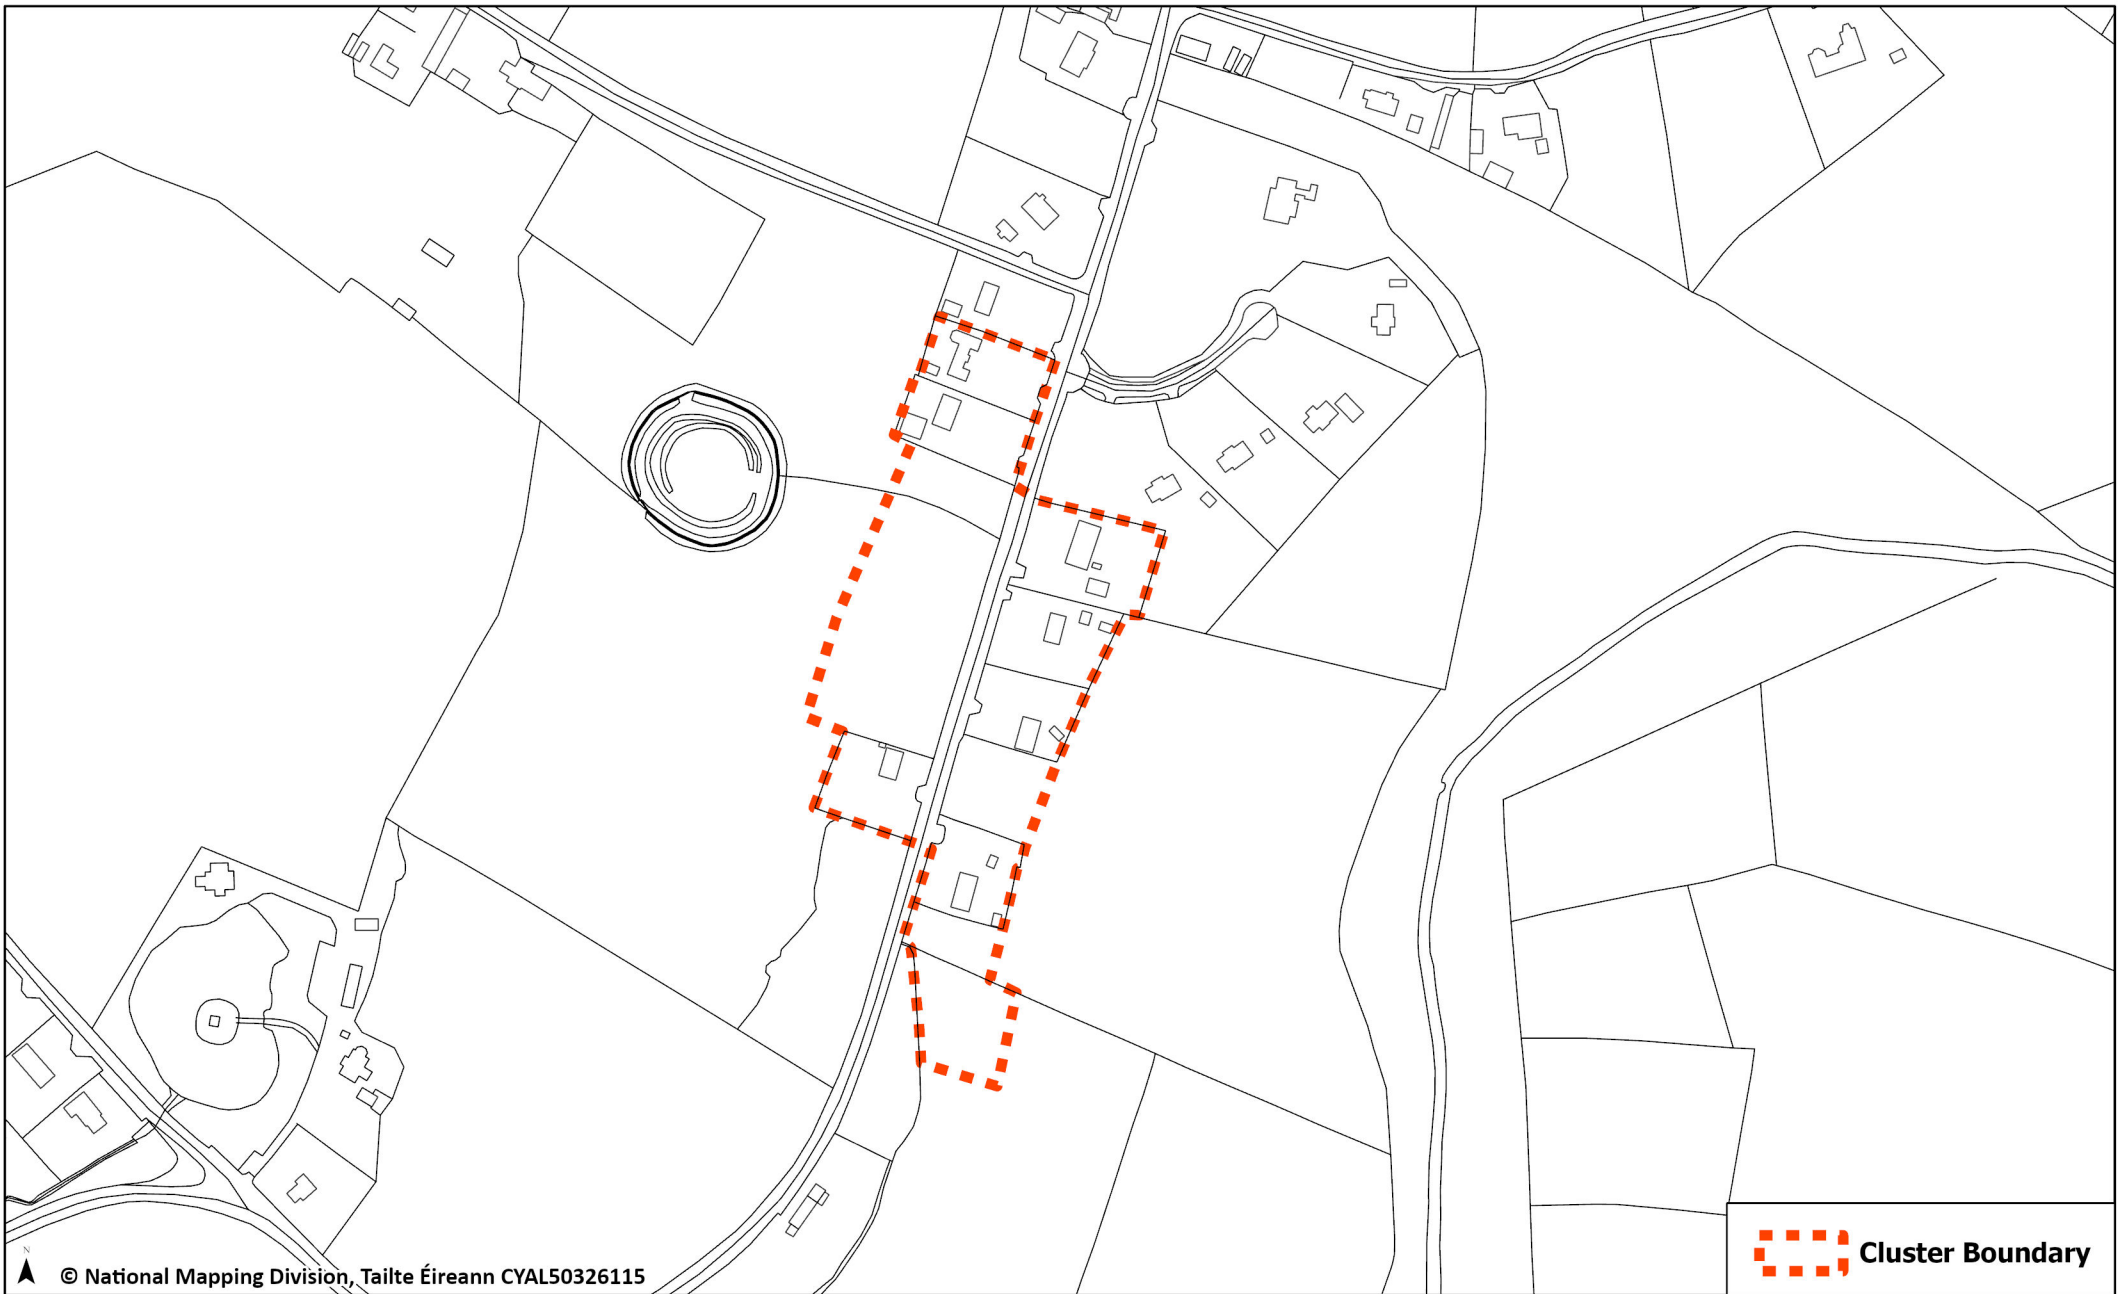 N
© National Mapping Division, Tailte Éireann CYAL50326115
Cluster Boundary